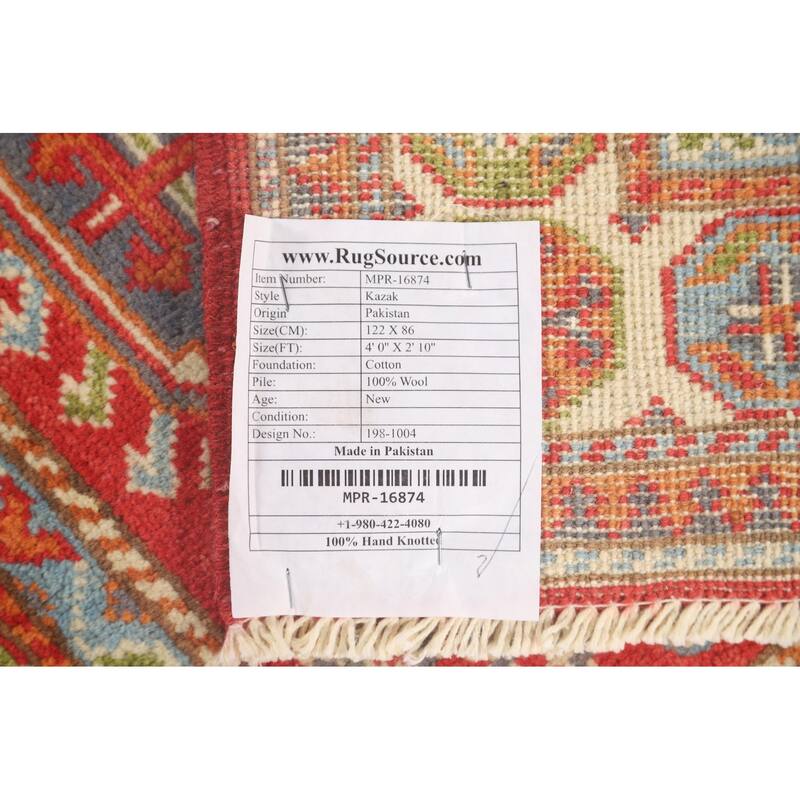 www.RugSource.com
Item Number: MPR-16874
Style Kazak
Origin Pakistan
Size(CM): 122 X 86
Size(FT): 4' 0" X 2' 10"
Foundation: Cotton
Pile: 100% Wool
Age: New
Condition:
Design No.: 198-1004
Made in Pakistan
MPR-16874
+1-980-422-4080
100% Hand Knotted